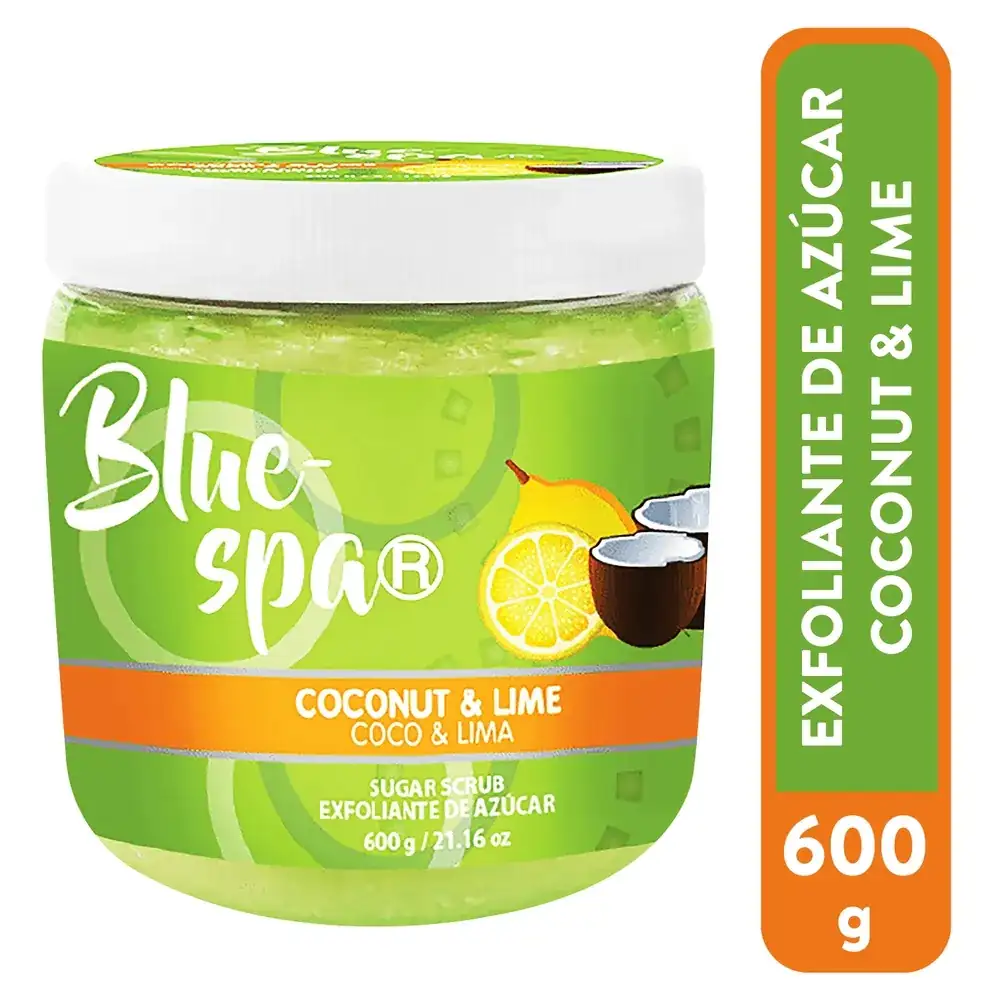 Blue-
spa®
COCONUT & LIME
COCO & LIMA
SUGAR SCRUB
EXFOLIANTE DE AZÚCAR
600 g / 21.16 oz
EXFOLIANTE DE AZÚCAR
COCONUT & LIME
600
g